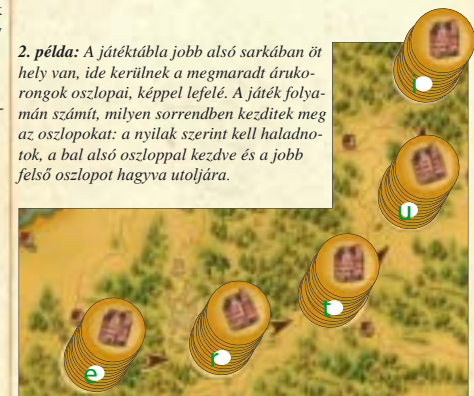 2. példa: A játéktábla jobb alsó sarkában öt
hely van, ide kerülnek a megmaradt áruko-
rongok oszlopai, képpel lefelé. A játék folya-
mán számít, milyen sorrendben kezditek meg
az oszlopokat: a nyilak szerint kell haladno-
tok, a bal alsó oszloppal kezdve és a jobb
felső oszlopot hagyva utoljára.
u
t
r
e